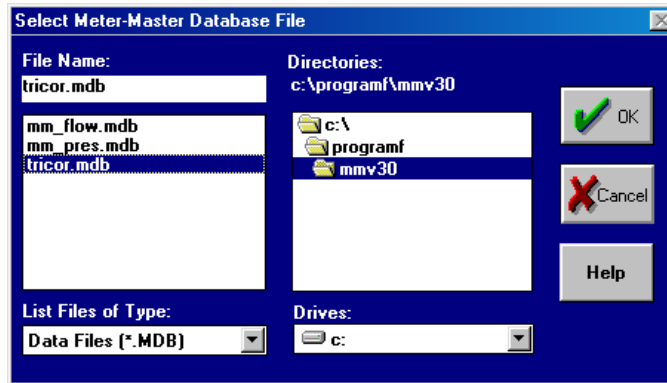 Select Meter-Master Database File
File Name:
tricor.mdb
mm_flow.mdb
mm_pres.mdb
tricor.mdb
List Files of Type:
Data Files (*.MDB)
Directories:
c:\programf\mmv30
c:\
programf
mmv30
Drives:
c:
OK
Cancel
Help